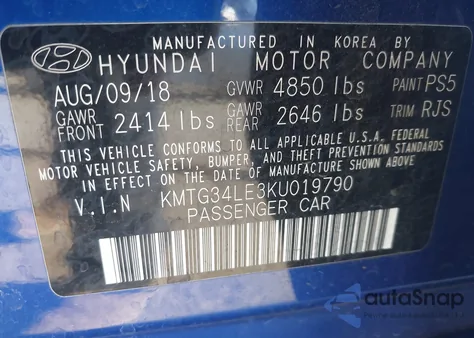 MANUFACTURED IN KOREA BY
HYUNDAI MOTOR COMPANY
AUG/09/18 GVWR 4850 lbs PAINT PS5
GAWR FRONT 2414 lbs GAWR REAR 2646 lbs TRIM RJS
THIS VEHICLE CONFORMS TO ALL APPLICABLE U.S.A. FEDERAL
MOTOR VEHICLE SAFETY, BUMPER, AND THEFT PREVENTION STANDARDS
IN EFFECT ON THE DATE OF MANUFACTURE SHOWN ABOVE.
V.I.N KMTG34LE3KU019790
PASSENGER CAR
autoSnap